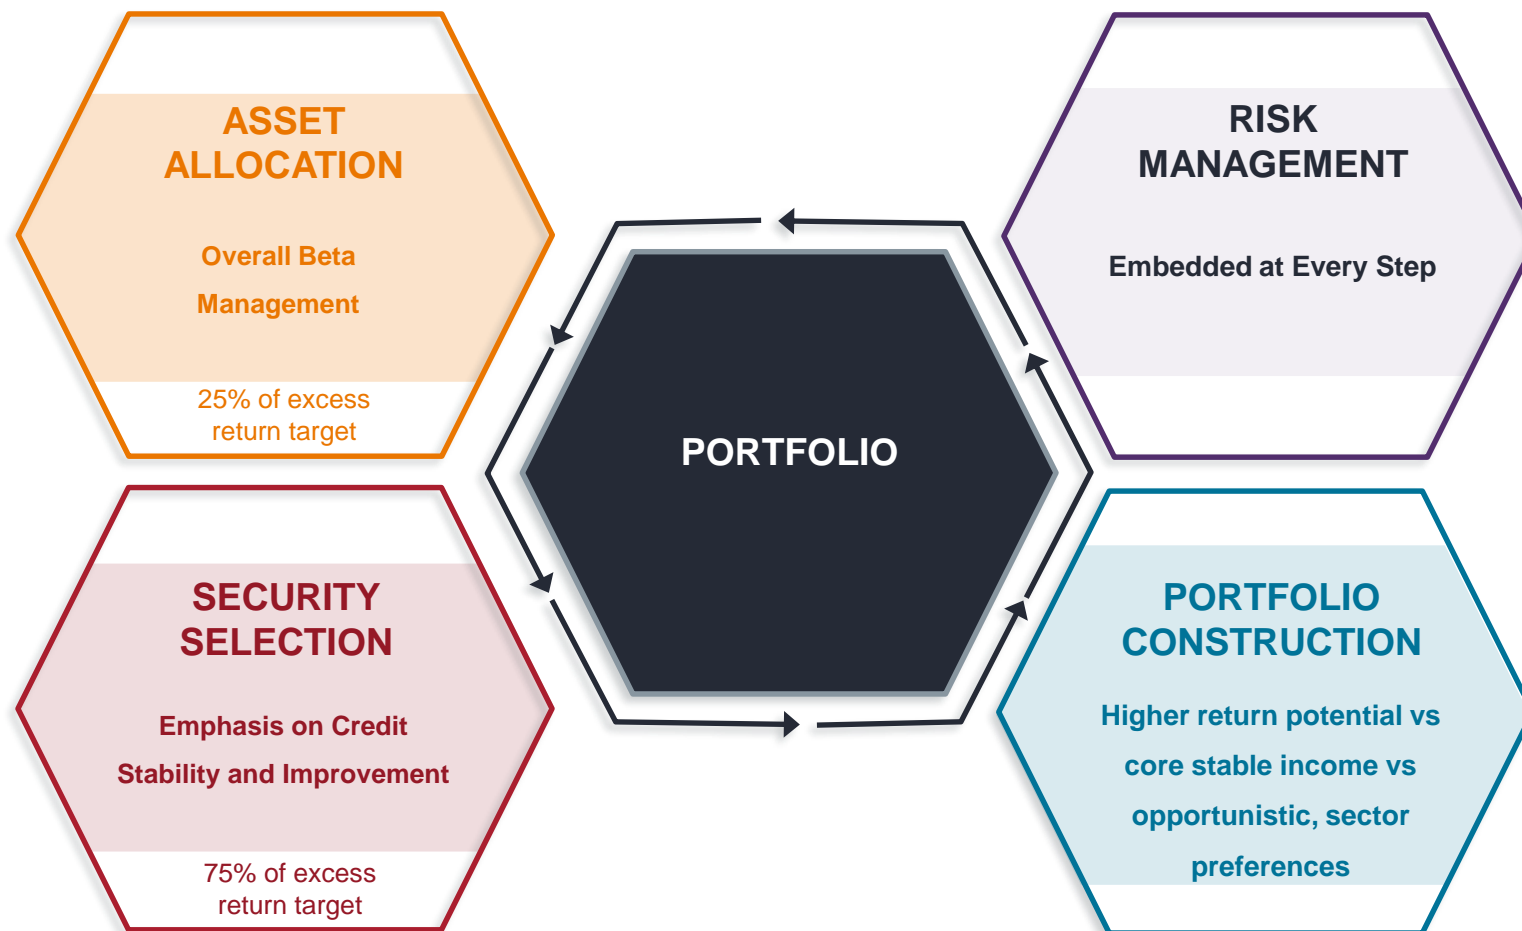 ASSET
ALLOCATION
Overall Beta
Management
25% of excess
return target
RISK
MANAGEMENT
Embedded at Every Step
PORTFOLIO
SECURITY
SELECTION
Emphasis on Credit
Stability and Improvement
75% of excess
return target
PORTFOLIO
CONSTRUCTION
Higher return potential vs
core stable income vs
opportunistic, sector
preferences